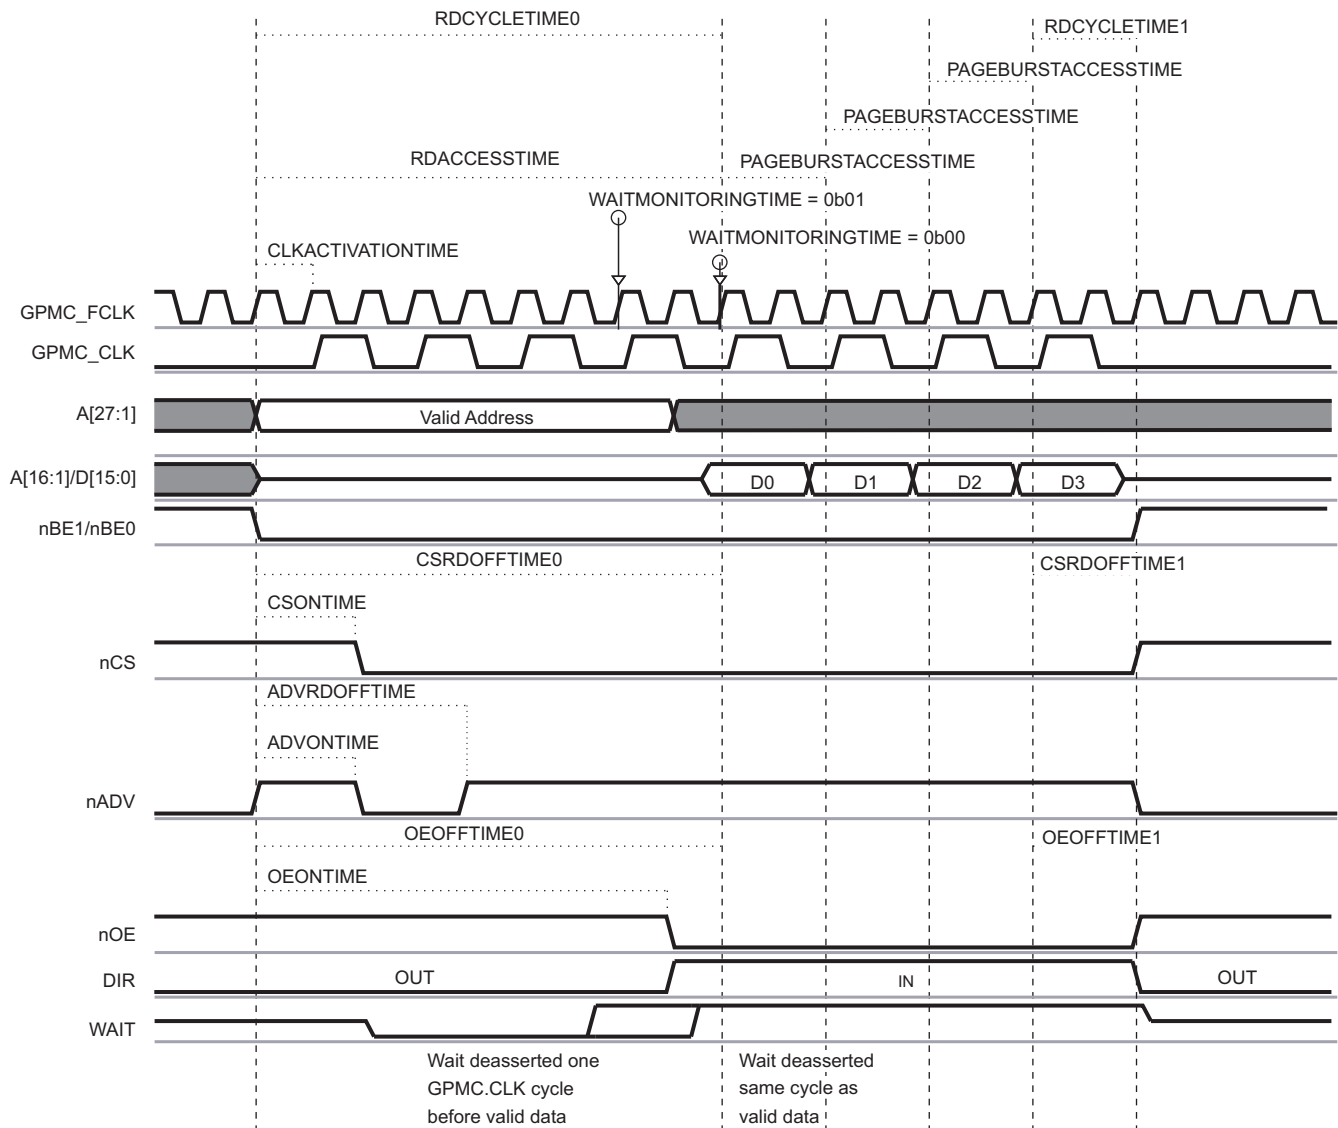 RDCYCLETIME0
RDCYCLETIME1
PAGEBURSTACCESSTIME
PAGEBURSTACCESSTIME
RDACCESSTIME
PAGEBURSTACCESSTIME
WAITMONITORINGTIME = 0b01
WAITMONITORINGTIME = 0b00
CLKACTIVATIONTIME
GPMC_FCLK
GPMC_CLK
A[27:1]
Valid Address
A[16:1]/D[15:0]
D0
D1
D2
D3
nBE1/nBE0
CSRDOFFTIME0
CSRDOFFTIME1
CSONTIME
nCS
ADVRDOFFTIME
ADVONTIME
nADV
OEOFFTIME0
OEOFFTIME1
OEONTIME
nOE
DIR
OUT
IN
OUT
WAIT
Wait deasserted one
GPMC.CLK cycle
before valid data
Wait deasserted
same cycle as
valid data